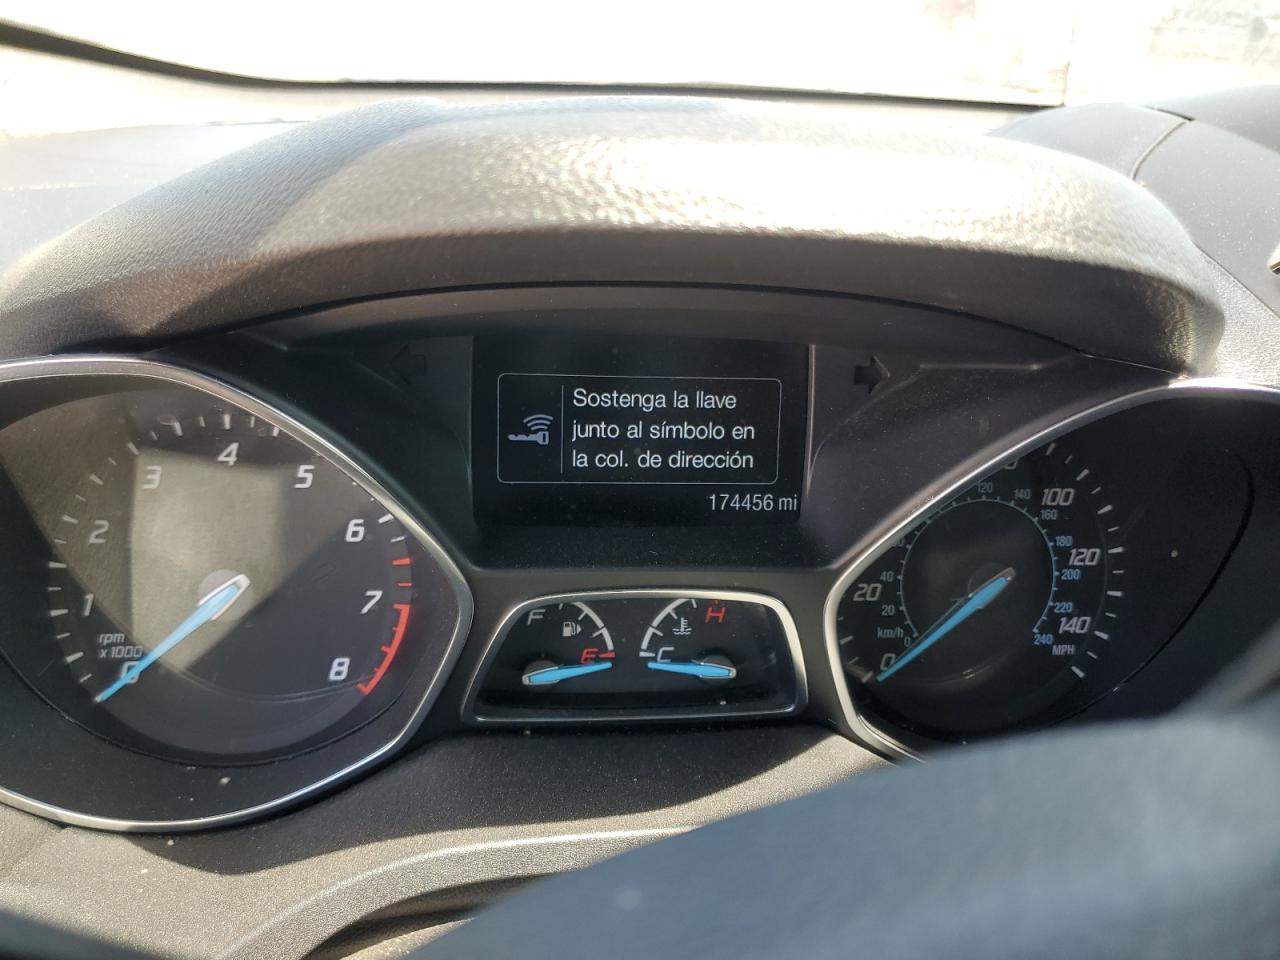 Sostenga la llave
junto al símbolo en
la col. de dirección
174456 mi
0
1
2
3
4
5
6
7
8
rpm
x1000
F
E
H
C
0
20
100
120
140
MPH
km/h
0
20
40
120
140
160
180
200
220
240